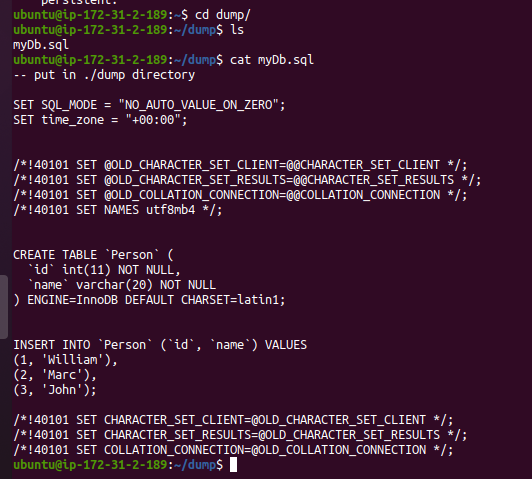 persistent.
ubuntu@ip-172-31-2-189:~$ cd dump/
ubuntu@ip-172-31-2-189:~/dump$ ls
myDb.sql
ubuntu@ip-172-31-2-189:~/dump$ cat myDb.sql
-- put in ./dump directory

SET SQL_MODE = "NO_AUTO_VALUE_ON_ZERO";
SET time_zone = "+00:00";


/*!40101 SET @OLD_CHARACTER_SET_CLIENT=@@CHARACTER_SET_CLIENT */;
/*!40101 SET @OLD_CHARACTER_SET_RESULTS=@@CHARACTER_SET_RESULTS */;
/*!40101 SET @OLD_COLLATION_CONNECTION=@@COLLATION_CONNECTION */;
/*!40101 SET NAMES utf8mb4 */;


CREATE TABLE `Person` (
  `id` int(11) NOT NULL,
  `name` varchar(20) NOT NULL
) ENGINE=InnoDB DEFAULT CHARSET=latin1;


INSERT INTO `Person` (`id`, `name`) VALUES
(1, 'William'),
(2, 'Marc'),
(3, 'John');

/*!40101 SET CHARACTER_SET_CLIENT=@OLD_CHARACTER_SET_CLIENT */;
/*!40101 SET CHARACTER_SET_RESULTS=@OLD_CHARACTER_SET_RESULTS */;
/*!40101 SET COLLATION_CONNECTION=@OLD_COLLATION_CONNECTION */;
ubuntu@ip-172-31-2-189:~/dump$